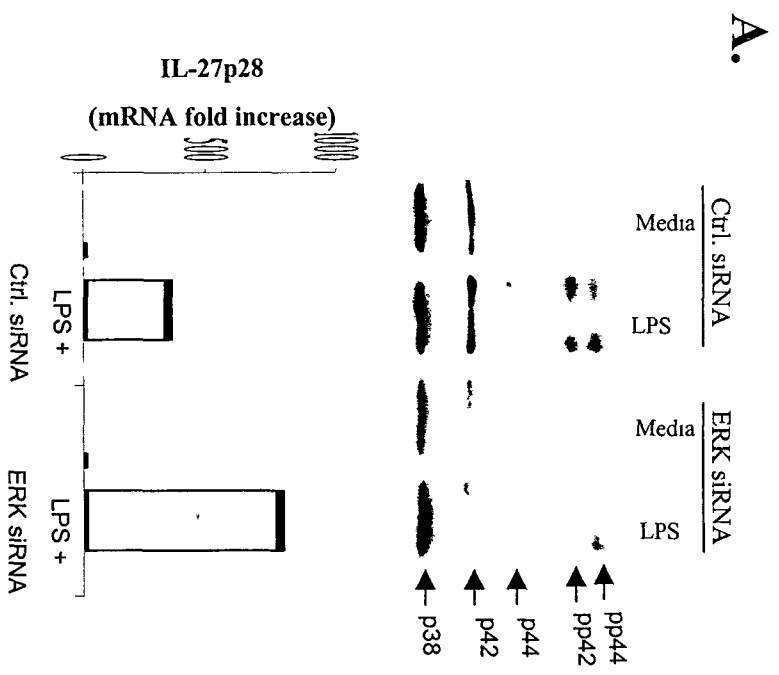 A.
Ctrl. siRNA
ERK siRNA
Media
LPS
Media
LPS
pp44
pp42
p44
p42
p38
IL-27p28
(mRNA fold increase)
1000
500
0
LPS +
LPS +
Ctrl. siRNA
ERK siRNA